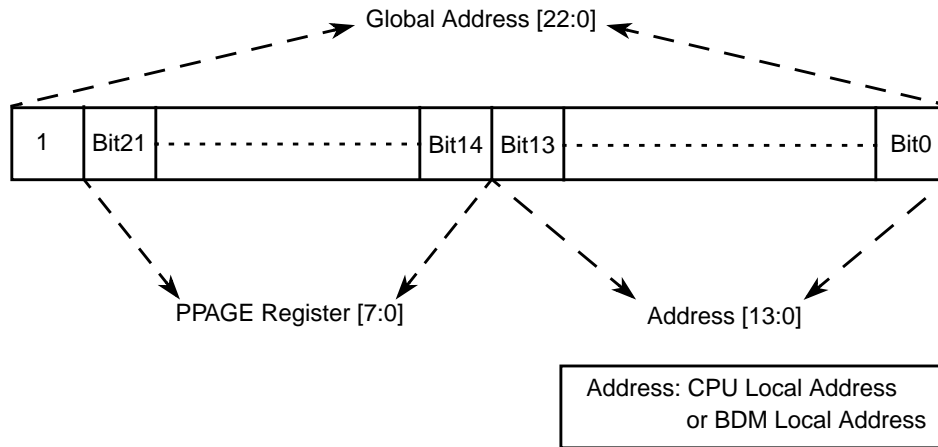 Global Address [22:0]
1 Bit21 Bit14 Bit13 Bit0
PPAGE Register [7:0]
Address [13:0]
Address: CPU Local Address
or BDM Local Address